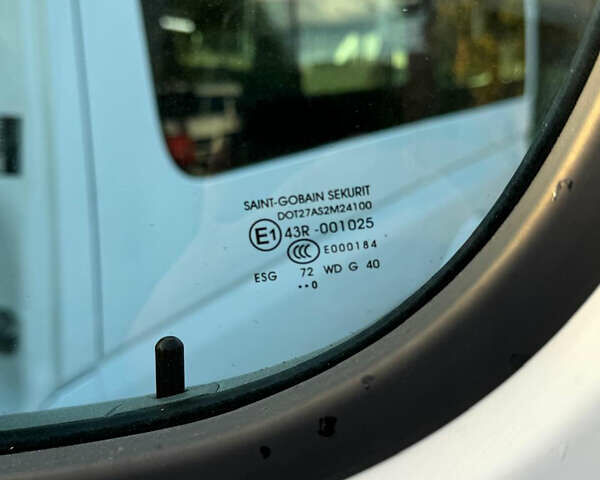 SAINT-GOBAIN SEKURIT
DOT27AS2M24100
E1 43R -001025
CCC E000184
ESG 72 WD G 40
••0